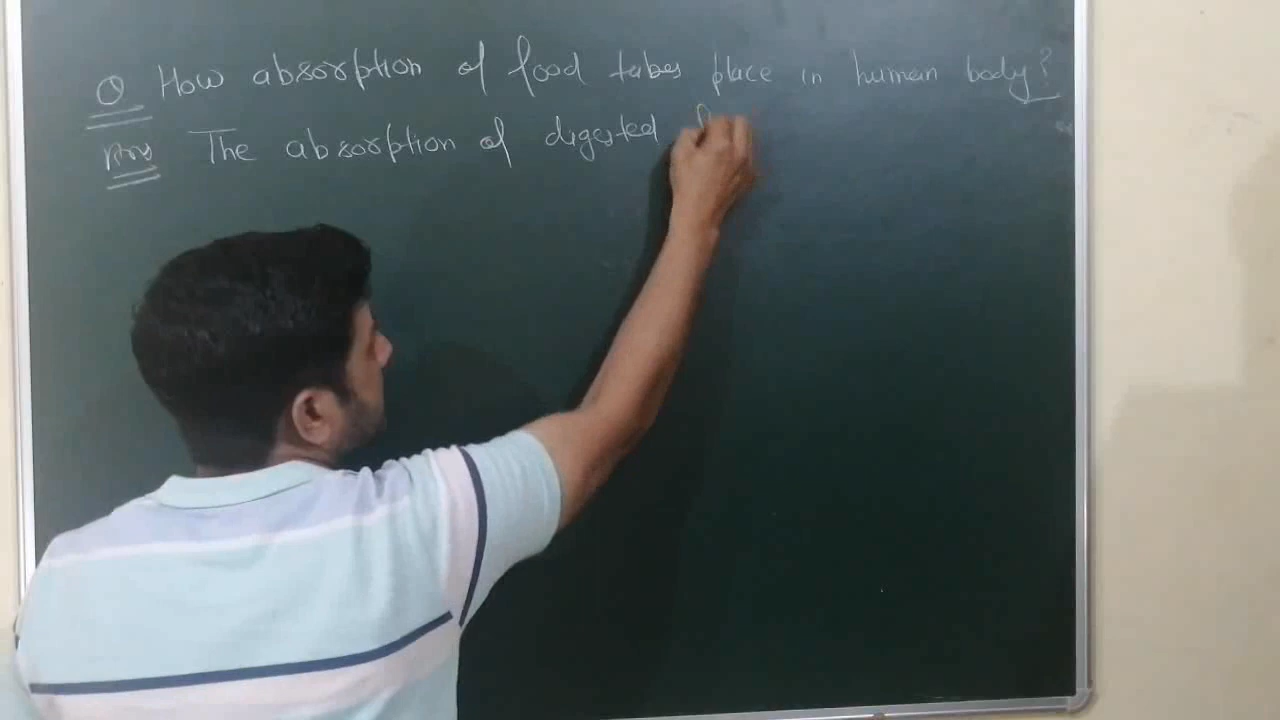 Q How absorption of food takes place in human body?
Ans The absorption of digested f